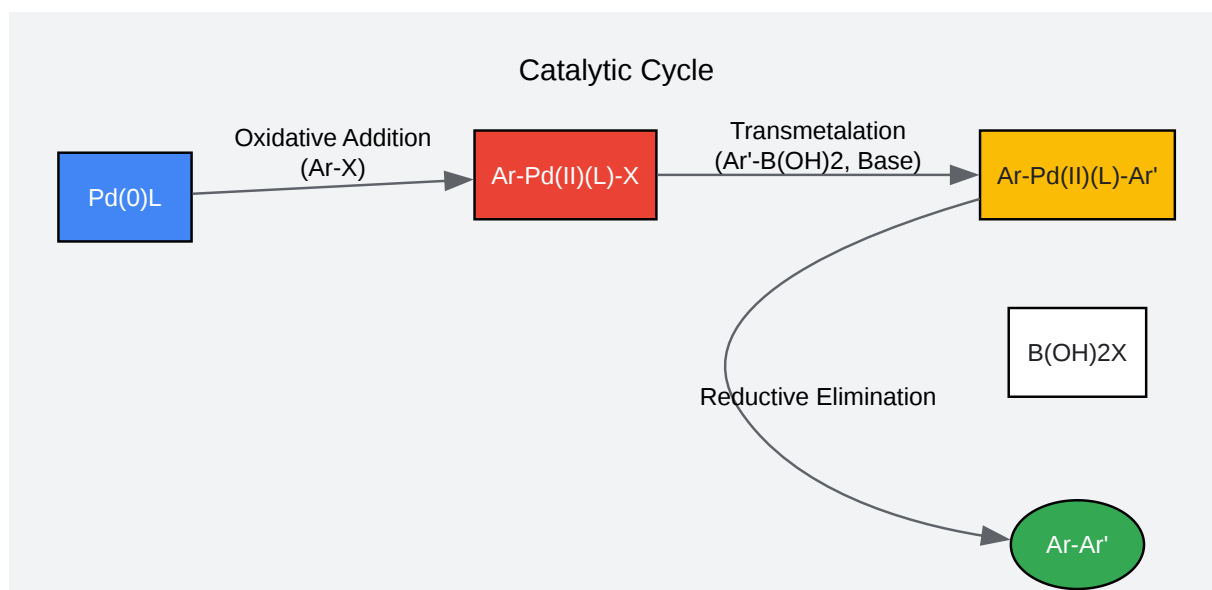 Catalytic Cycle
Oxidative Addition
(Ar-X)
Transmetalation
(Ar'-B(OH)2, Base)
Pd(0)L
Ar-Pd(II)(L)-X
Ar-Pd(II)(L)-Ar'
B(OH)2X
Reductive Elimination
Ar-Ar'